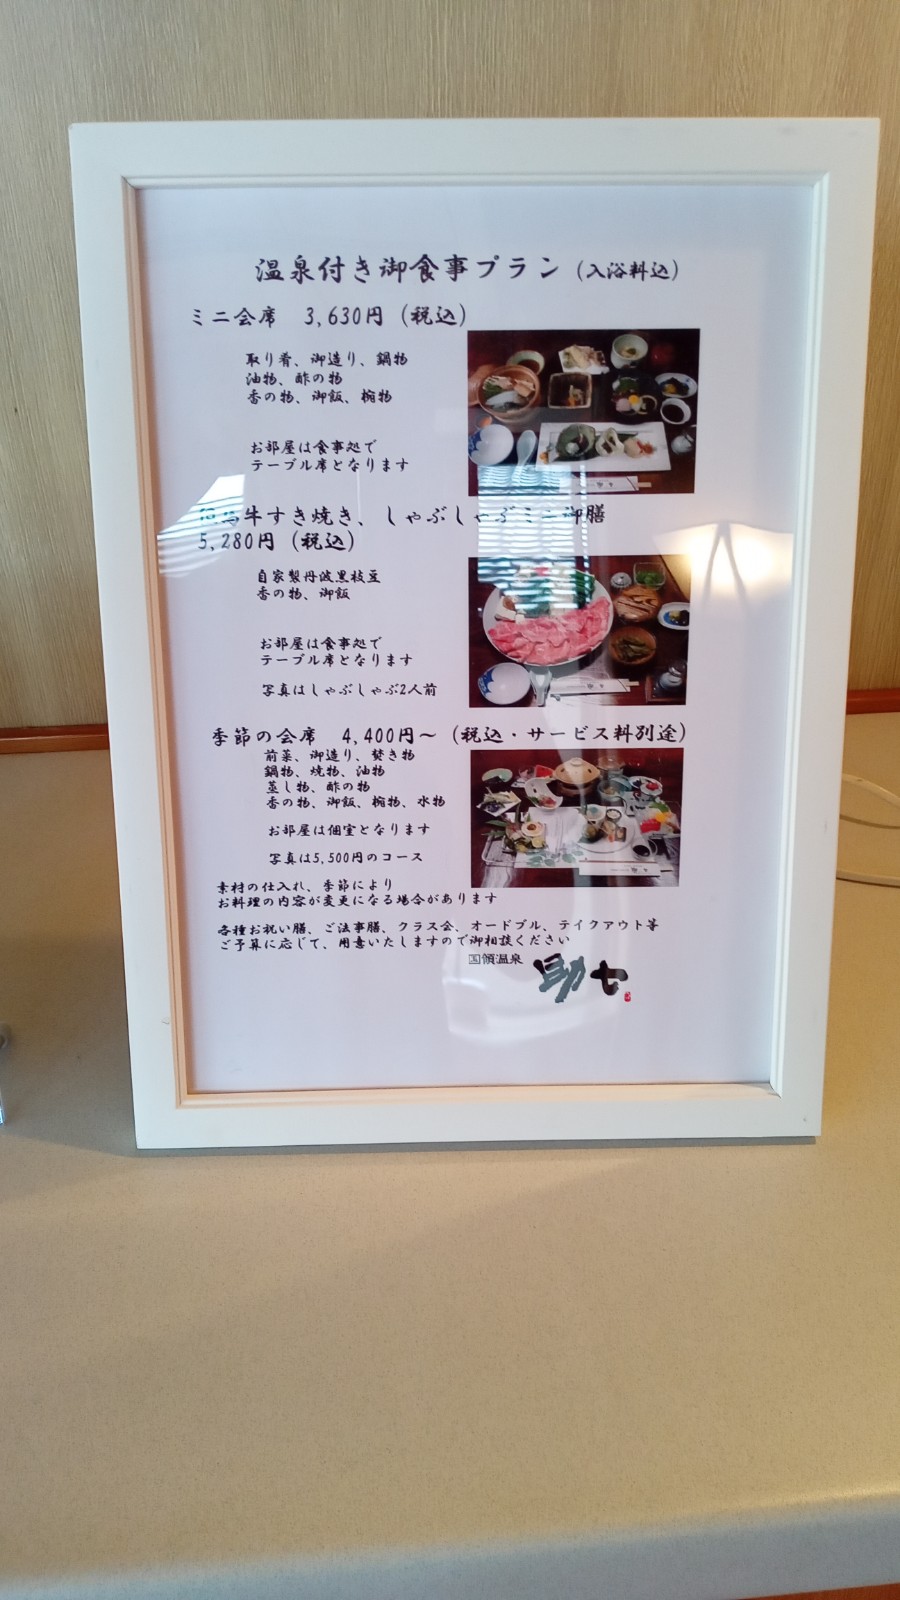 温泉付き御食事プラン（入浴料込）
ミニ会席　3,630円（税込）
取り肴、御造り、鍋物
油物、酢の物
香の物、御飯、椀物
お部屋は食事処で
テーブル席となります
馬牛すき焼き、しゃぶしゃぶミニ御膳
5,280円（税込）
自家製丹波黒枝豆
香の物、御飯
お部屋は食事処で
テーブル席となります
写真はしゃぶしゃぶ2人前
季節の会席　4,400円～（税込・サービス料別途）
前菜、御造り、焚き物
鍋物、焼物、油物
蒸し物、酢の物
香の物、御飯、椀物、水物
お部屋は個室となります
写真は5,500円のコース
素材の仕入れ、季節により
お料理の内容が変更になる場合があります
各種お祝い膳、ご法事膳、クラス会、オードブル、テイクアウト等
ご予算に応じて、用意いたしますので御相談ください
国領温泉
助七